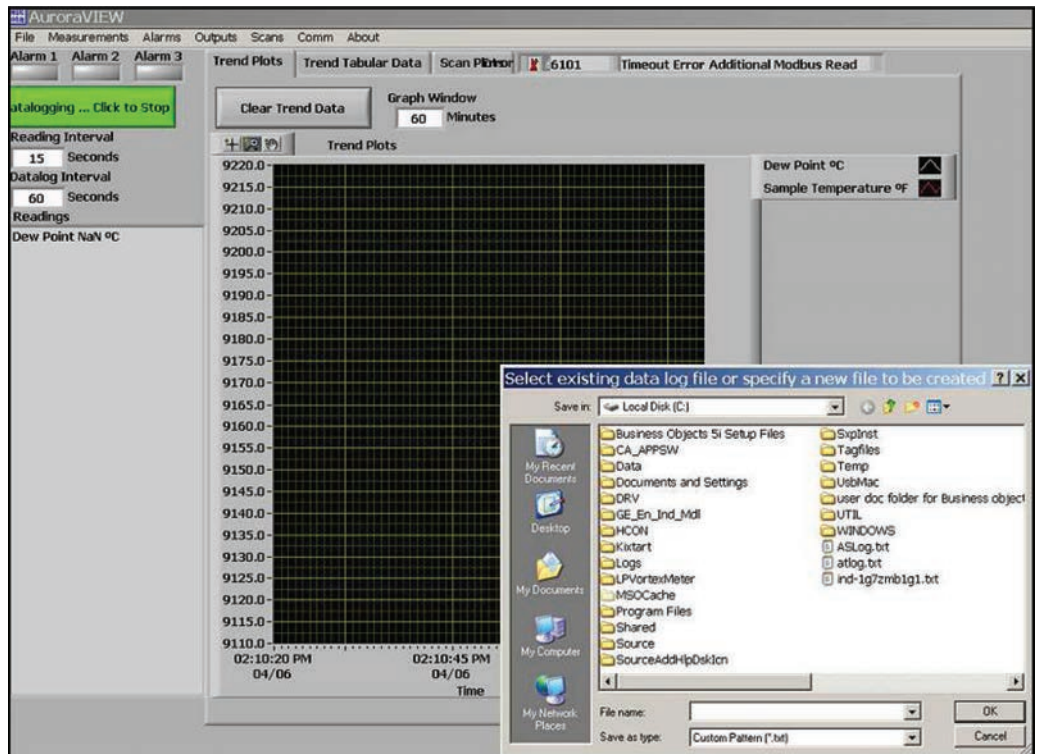 AuroraVIEW
File Measurements Alarms Outputs Scans Comm About
Alarm 1 Alarm 2 Alarm 3
Trend Plots
Trend Tabular Data
Scan
6101
Timeout Error Additional Modbus Read
atalogging ... Click to Stop
Reading Interval
15 Seconds
Datalog Interval
60 Seconds
Readings
Dew Point NaN ºC
Clear Trend Data
Graph Window
60 Minutes
Trend Plots
9220.0
9215.0
9210.0
9205.0
9200.0
9195.0
9190.0
9185.0
9180.0
9175.0
9170.0
9165.0
9160.0
9155.0
9150.0
9145.0
9140.0
9135.0
9130.0
9125.0
9120.0
9115.0
9110.0
02:10:20 PM
04/06
02:10:45 PM
04/06
Time
Dew Point ºC
Sample Temperature ºF
Select existing data log file or specify a new file to be created
Save in: Local Disk (C:)
My Recent Documents
Desktop
My Documents
My Computer
My Network Places
Business Objects 5i Setup Files
CA_APPSW
Data
Documents and Settings
DRV
GE_En_Ind_Mdl
HCON
Kixtart
Logs
LPVortexMeter
MSOCache
Program Files
Shared
Source
SourceAddHlpDskIcn
SxpInst
Tagfiles
Temp
UsbMac
user doc folder for Business object
UTIL
WINDOWS
ASLog.txt
atlog.txt
ind-1g7zmb1g1.txt
File name:
OK
Save as type: Custom Pattern (*.txt)
Cancel